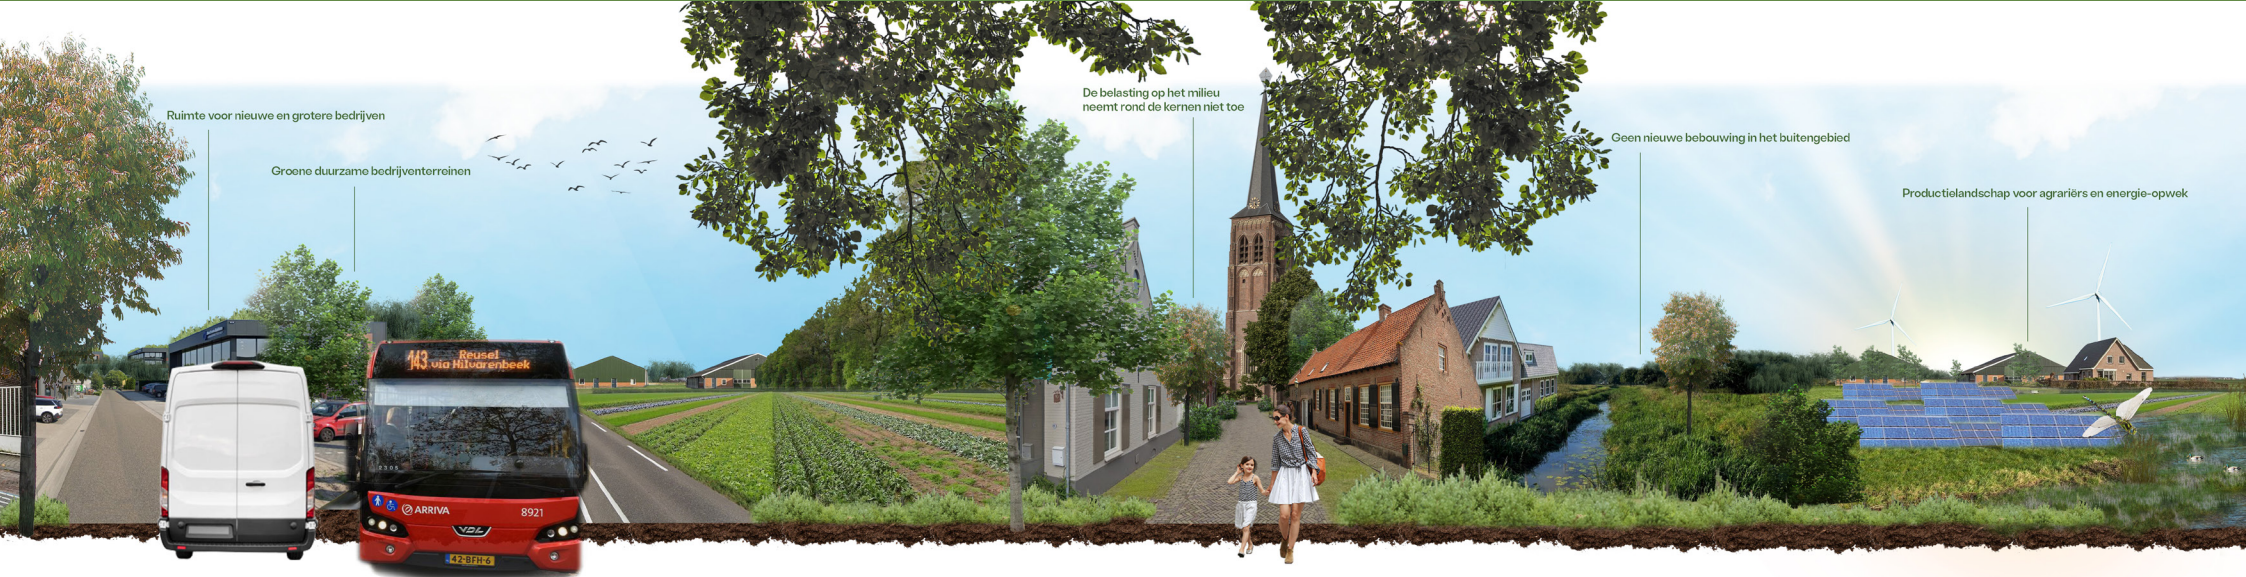 Ruimte voor nieuwe en grotere bedrijven
Groene duurzame bedrijventerreinen
De belasting op het milieu
neemt rond de kernen niet toe
Geen nieuwe bebouwing in het buitengebied
Productielandschap voor agrariërs en energie-opwek
143 Reusel
via Hilvarenbeek
ARRIVA
8921
VDL
42-BFH-6